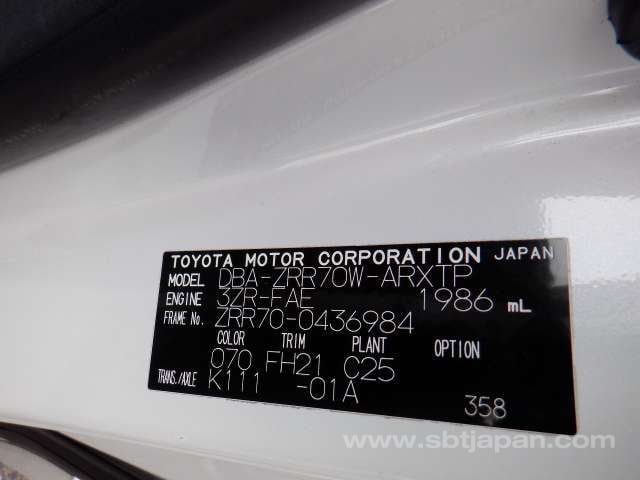 TOYOTA MOTOR CORPORATION JAPAN
MODEL DBA-ZRR70W-ARXTP
ENGINE 3ZR-FAE 1986 mL
FRAME No. ZRR70-0436984
COLOR TRIM PLANT OPTION
070 FH21 C25
TRANS./AXLE K111 -01A
358
www.sbtjapan.com